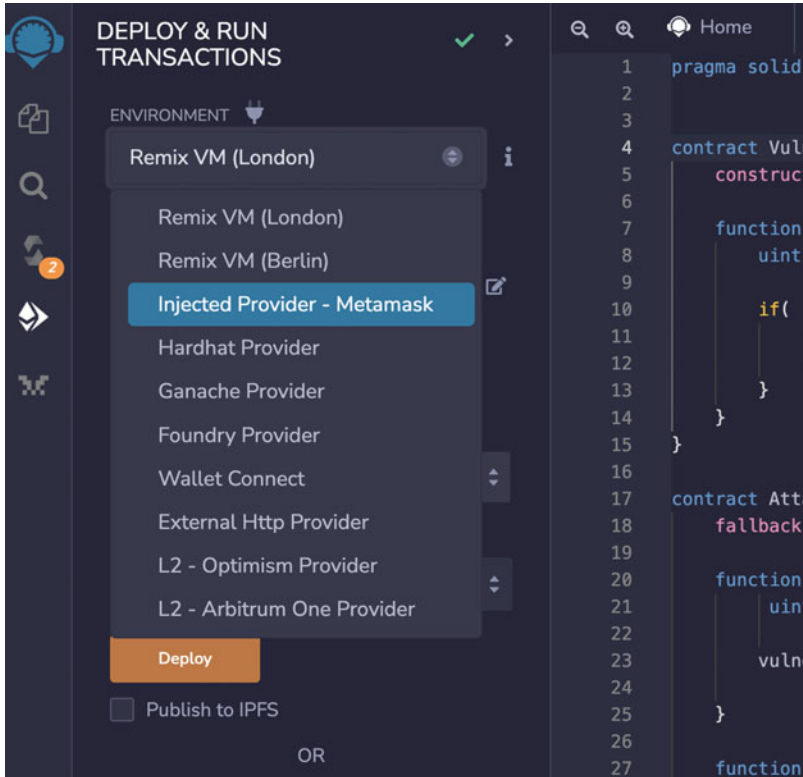 DEPLOY & RUN
TRANSACTIONS
ENVIRONMENT
Remix VM (London)
i
Remix VM (London)
Remix VM (Berlin)
Injected Provider - Metamask
Hardhat Provider
Ganache Provider
Foundry Provider
Wallet Connect
External Http Provider
L2 - Optimism Provider
L2 - Arbitrum One Provider
Deploy
Publish to IPFS
OR
2
Home
1 pragma solid
2
3
4 contract Vul
5 construc
6
7 function
8 uint
9
10 if(
11
12
13 }
14 }
15 }
16
17 contract Att
18 fallback
19
20 function
21 uin
22
23 vuln
24
25 }
26
27 function